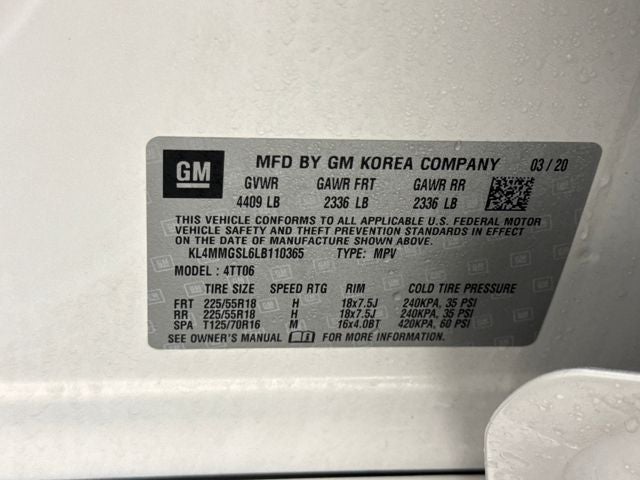 GM MFD BY GM KOREA COMPANY 03 / 20
GVWR GAWR FRT GAWR RR
4409 LB 2336 LB 2336 LB
THIS VEHICLE CONFORMS TO ALL APPLICABLE U.S. FEDERAL MOTOR
VEHICLE SAFETY AND THEFT PREVENTION STANDARDS IN EFFECT
ON THE DATE OF MANUFACTURE SHOWN ABOVE.
KL4MMGSL6LB110365 TYPE: MPV
MODEL : 4TT06
TIRE SIZE SPEED RTG RIM COLD TIRE PRESSURE
FRT 225/55R18 H 18x7.5J 240KPA, 35 PSI
RR 225/55R18 H 18x7.5J 240KPA, 35 PSI
SPA T125/70R16 M 16x4.0BT 420KPA, 60 PSI
SEE OWNER'S MANUAL FOR MORE INFORMATION.